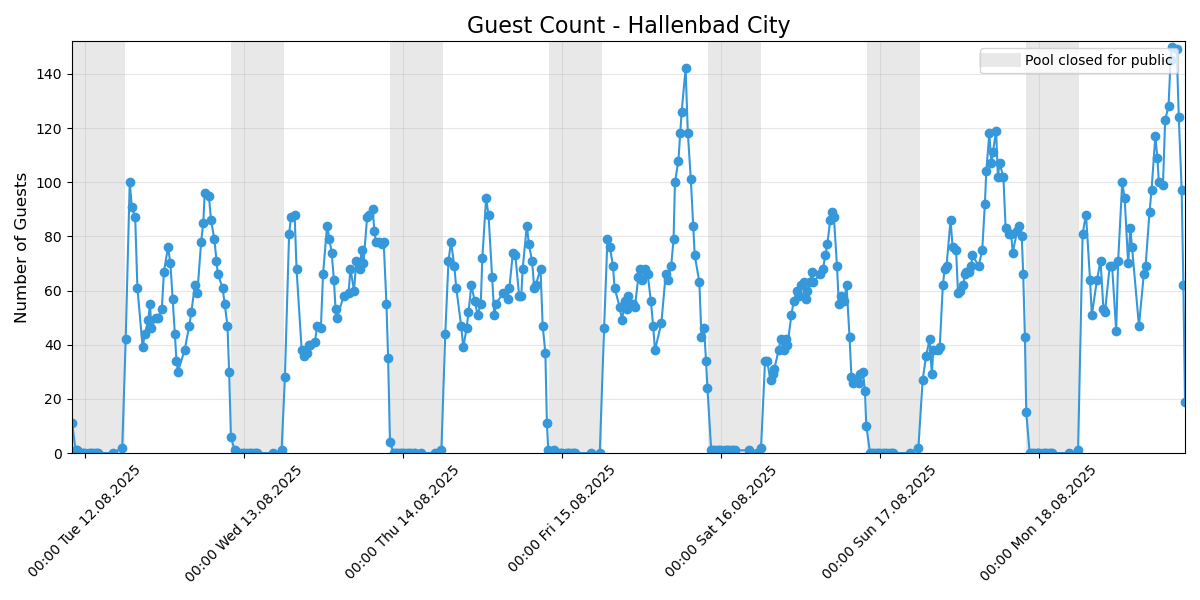 Guest Count - Hallenbad City
Pool closed for public
Number of Guests
140
120
100
80
60
40
20
0
00:00 Tue 12.08.2025
00:00 Wed 13.08.2025
00:00 Thu 14.08.2025
00:00 Fri 15.08.2025
00:00 Sat 16.08.2025
00:00 Sun 17.08.2025
00:00 Mon 18.08.2025